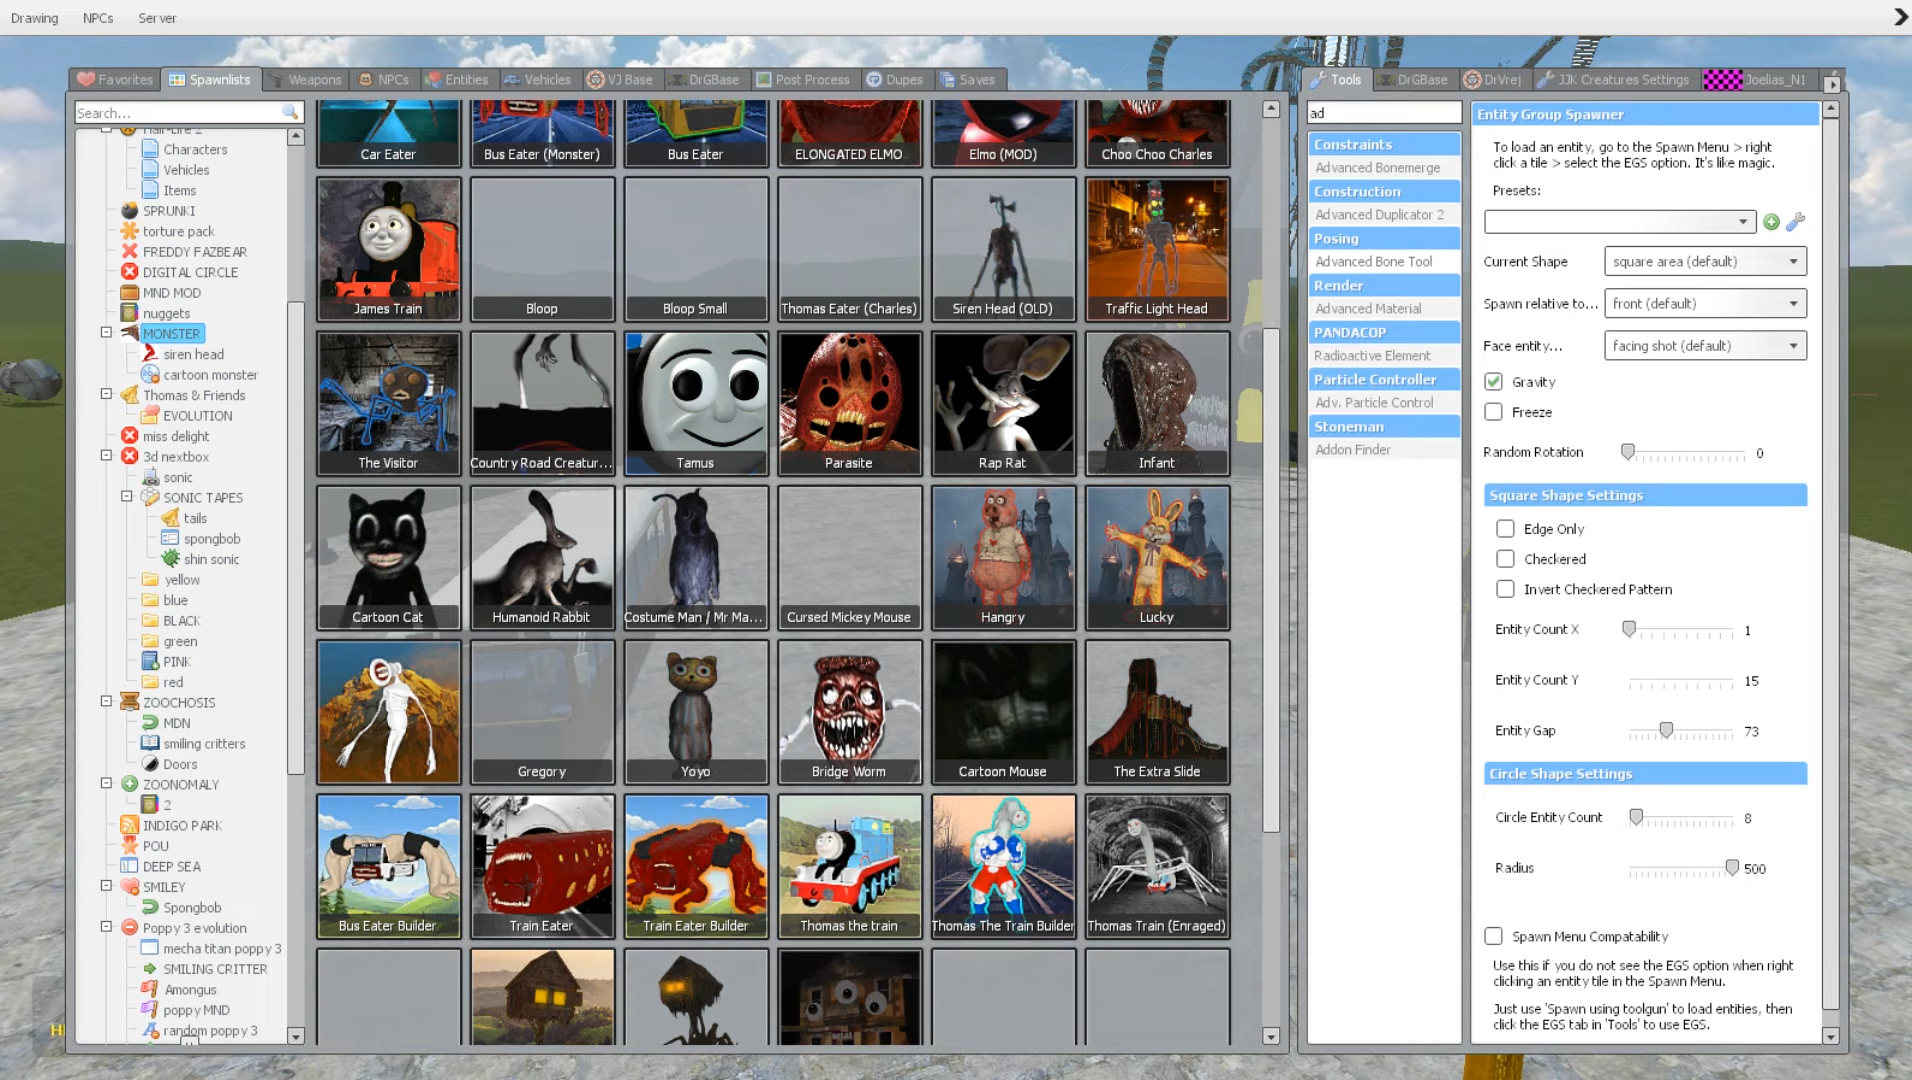 Drawing NPCs Server
Favorites Spawnlists Weapons NPCs Entities Vehicles VJ Base DrGBase Post Process Dupes Saves
Search...
Half-Life 2
Characters
Vehicles
Items
SPRUNKI
torture pack
FREDDY FAZBEAR
DIGITAL CIRCLE
MND MOD
nuggets
MONSTER
siren head
cartoon monster
Thomas & Friends
EVOLUTION
miss delight
3d nextbox
sonic
SONIC TAPES
tails
spongbob
shin sonic
yellow
blue
BLACK
green
PINK
red
ZOOCHOSIS
MDN
smiling critters
Doors
ZOONOMALY
2
INDIGO PARK
POU
DEEP SEA
SMILEY
Spongbob
Poppy 3 evolution
mecha titan poppy 3
SMILING CRITTER
Amongus
poppy MND
random poppy 3
Car Eater Bus Eater (Monster) Bus Eater ELONGATED ELMO Elmo (MOD) Choo Choo Charles
James Train Bloop Bloop Small Thomas Eater (Charles) Siren Head (OLD) Traffic Light Head
The Visitor Country Road Creatur... Tamus Parasite Rap Rat Infant
Cartoon Cat Humanoid Rabbit Costume Man / Mr Ma... Cursed Mickey Mouse Hangry Lucky
Gregory Yoyo Bridge Worm Cartoon Mouse The Extra Slide
Bus Eater Builder Train Eater Train Eater Builder Thomas the train Thomas The Train Builder Thomas Train (Enraged)
Tools DrGBase DrVrej JJK Creatures Settings Joelias_N1
ad
Constraints
Advanced Bonemerge
Construction
Advanced Duplicator 2
Posing
Advanced Bone Tool
Render
Advanced Material
PANDACOP
Radioactive Element
Particle Controller
Adv. Particle Control
Stoneman
Addon Finder
Entity Group Spawner
To load an entity, go to the Spawn Menu > right
click a tile > select the EGS option. It's like magic.
Presets:
Current Shape square area (default)
Spawn relative to... front (default)
Face entity... facing shot (default)
Gravity
Freeze
Random Rotation 0
Square Shape Settings
Edge Only
Checkered
Invert Checkered Pattern
Entity Count X 1
Entity Count Y 15
Entity Gap 73
Circle Shape Settings
Circle Entity Count 8
Radius 500
Spawn Menu Compatability
Use this if you do not see the EGS option when right
clicking an entity tile in the Spawn Menu.
Just use 'Spawn using toolgun' to load entities, then
click the EGS tab in 'Tools' to use EGS.